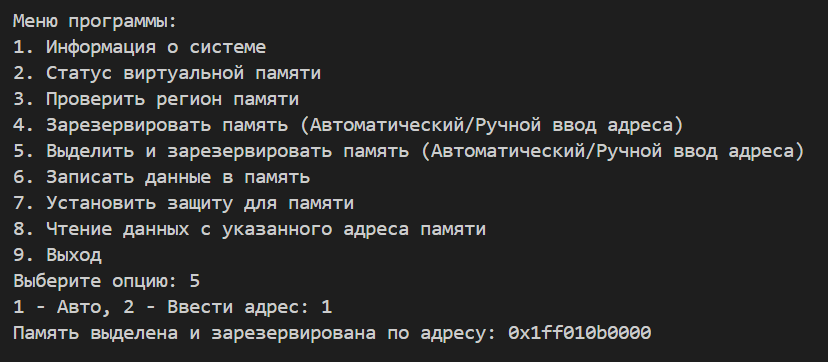 Меню программы:
1. Информация о системе
2. Статус виртуальной памяти
3. Проверить регион памяти
4. Зарезервировать память (Автоматический/Ручной ввод адреса)
5. Выделить и зарезервировать память (Автоматический/Ручной ввод адреса)
6. Записать данные в память
7. Установить защиту для памяти
8. Чтение данных с указанного адреса памяти
9. Выход
Выберите опцию: 5
1 - Авто, 2 - Ввести адрес: 1
Память выделена и зарезервирована по адресу: 0x1ff010b0000